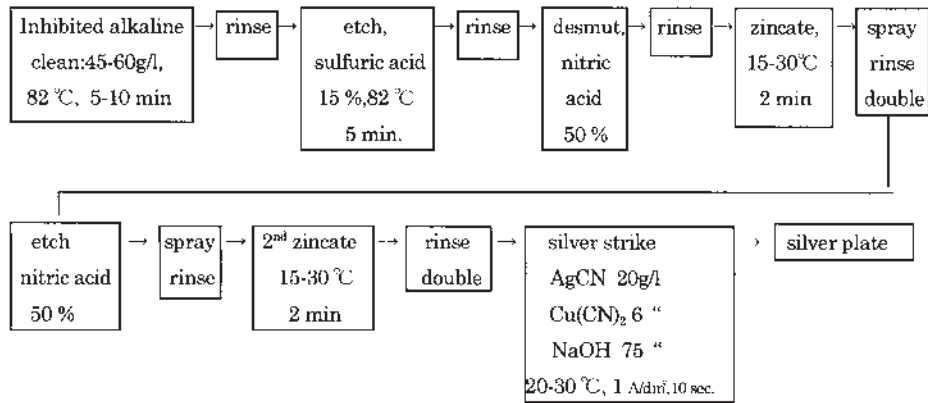 Inhibited alkaline
clean:45-60g/l,
82 ℃, 5-10 min
→
rinse
→
etch,
sulfuric acid
15 %,82 ℃
5 min.
→
rinse
→
desmut,
nitric
acid
50 %
→
rinse
→
zincate,
15-30℃
2 min
→
spray
rinse
double
etch
nitric acid
50 %
→
spray
rinse
→
2nd zincate
15-30 ℃
2 min
→
rinse
double
→
silver strike
AgCN 20g/l
Cu(CN)2 6 “
NaOH 75 “
20-30 ℃, 1 A/dm², 10 sec.
→
silver plate